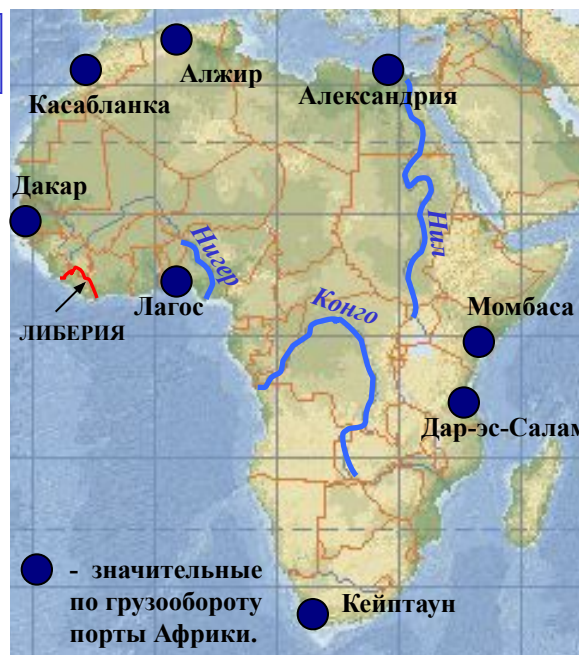 Алжир
Касабланка
Александрия
Дакар
Нигер
Нил
Лагос
ЛИБЕРИЯ
Конго
Момбаса
Дар-эс-Салам
- значительные
по грузообороту
порты Африки.
Кейптаун